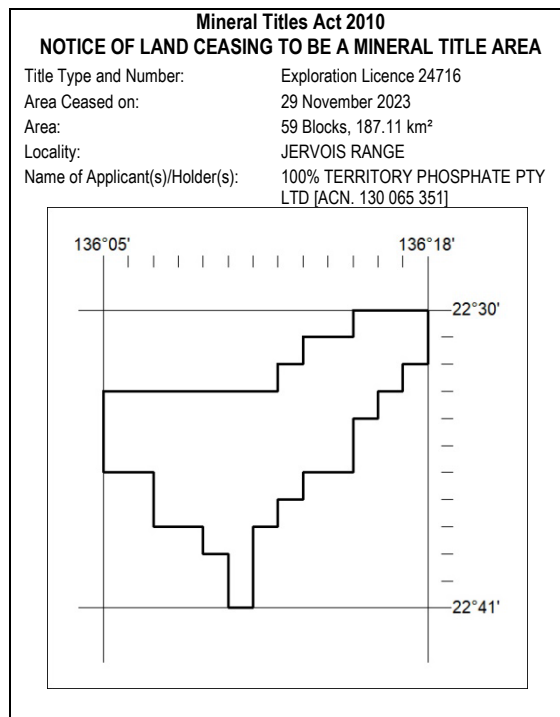 Mineral Titles Act 2010
NOTICE OF LAND CEASING TO BE A MINERAL TITLE AREA
Title Type and Number: Exploration Licence 24716
Area Ceased on: 29 November 2023
Area: 59 Blocks, 187.11 km²
Locality: JERVOIS RANGE
Name of Applicant(s)/Holder(s): 100% TERRITORY PHOSPHATE PTY
LTD [ACN. 130 065 351]
136°05' 136°18'
22°30'
22°41'